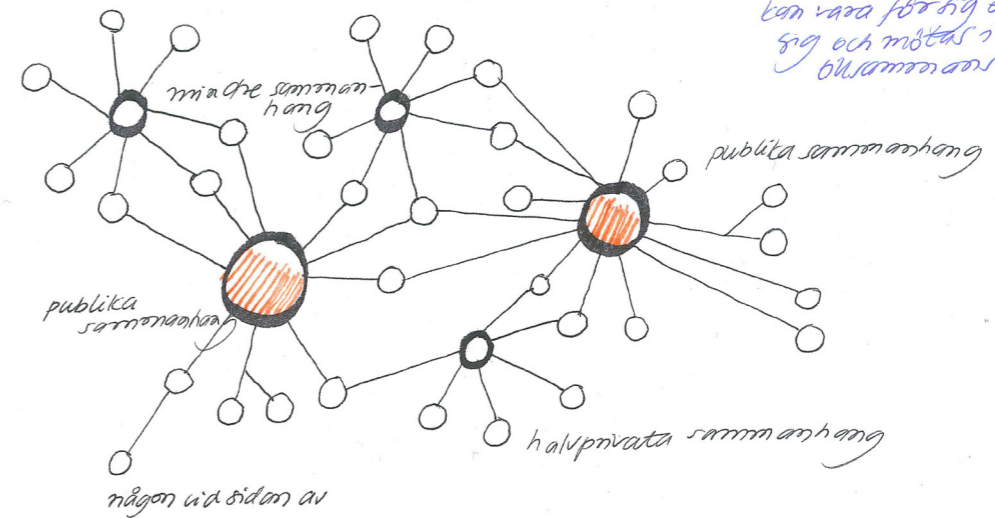 kan vara för sig
sig och mötas i
tillsammans
mindre samman-
hang
publika sammanhang
publika
sammanhang
halvprivata sammanhang
någon vid sidan av